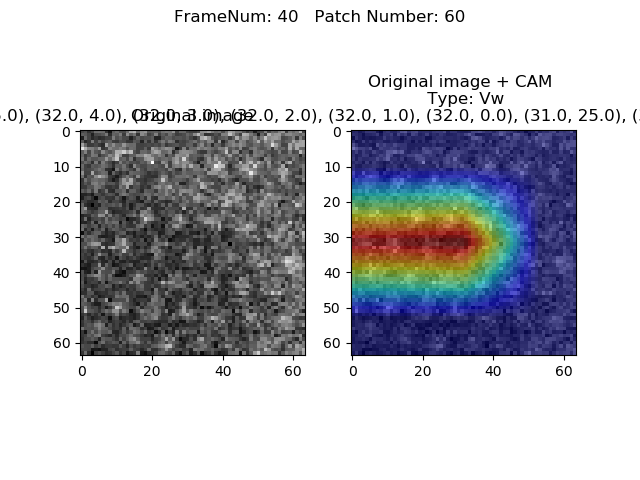 FrameNum: 40   Patch Number: 60
Original image + CAM
Type: Vw
.0), (32.0, 4.0), (32.0, 3.0), (32.0, 2.0), (32.0, 1.0), (32.0, 0.0), (31.0, 25.0), (
Original image
0
10
20
30
40
50
60
0 20 40 60
0
10
20
30
40
50
60
0 20 40 60